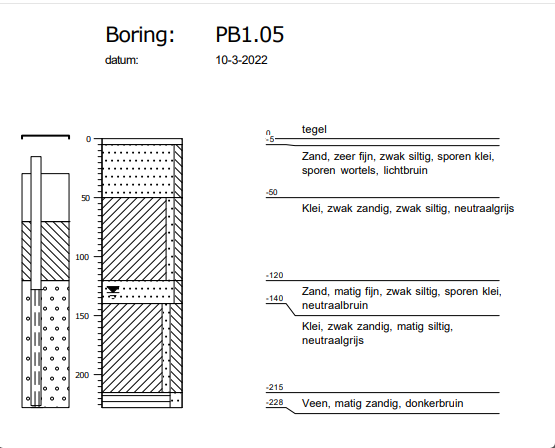 Boring: PB1.05
datum: 10-3-2022
0
50
100
150
200
0
tegel
-5
Zand, zeer fijn, zwak siltig, sporen klei,
sporen wortels, lichtbruin
-50
Klei, zwak zandig, zwak siltig, neutraalgrijs
-120
Zand, matig fijn, zwak siltig, sporen klei,
neutraalbruin
-140
Klei, zwak zandig, matig siltig,
neutraalgrijs
-215
Veen, matig zandig, donkerbruin
-228